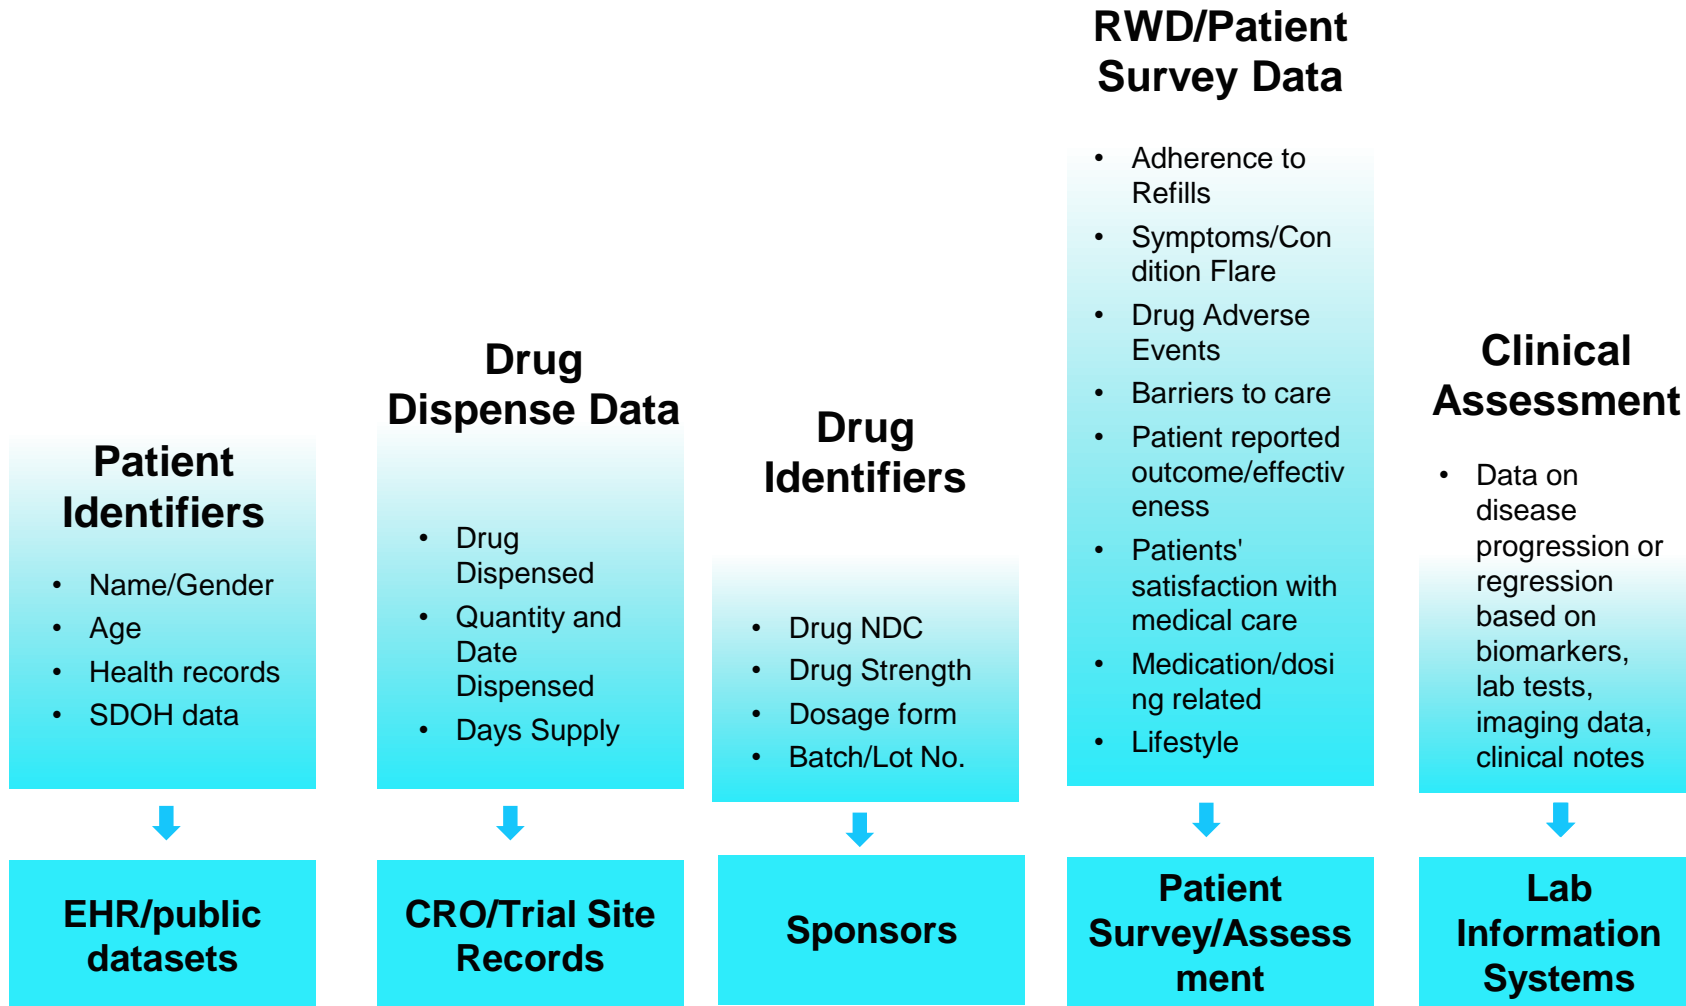 Patient
Identifiers
• Name/Gender
• Age
• Health records
• SDOH data
EHR/public
datasets
Drug
Dispense Data
• Drug
Dispensed
• Quantity and
Date
Dispensed
• Days Supply
CRO/Trial Site
Records
Drug
Identifiers
• Drug NDC
• Drug Strength
• Dosage form
• Batch/Lot No.
Sponsors
RWD/Patient
Survey Data
• Adherence to
Refills
• Symptoms/Con
dition Flare
• Drug Adverse
Events
• Barriers to care
• Patient reported
outcome/effectiv
eness
• Patients'
satisfaction with
medical care
• Medication/dosi
ng related
• Lifestyle
Patient
Survey/Assess
ment
Clinical
Assessment
• Data on
disease
progression or
regression
based on
biomarkers,
lab tests,
imaging data,
clinical notes
Lab
Information
Systems